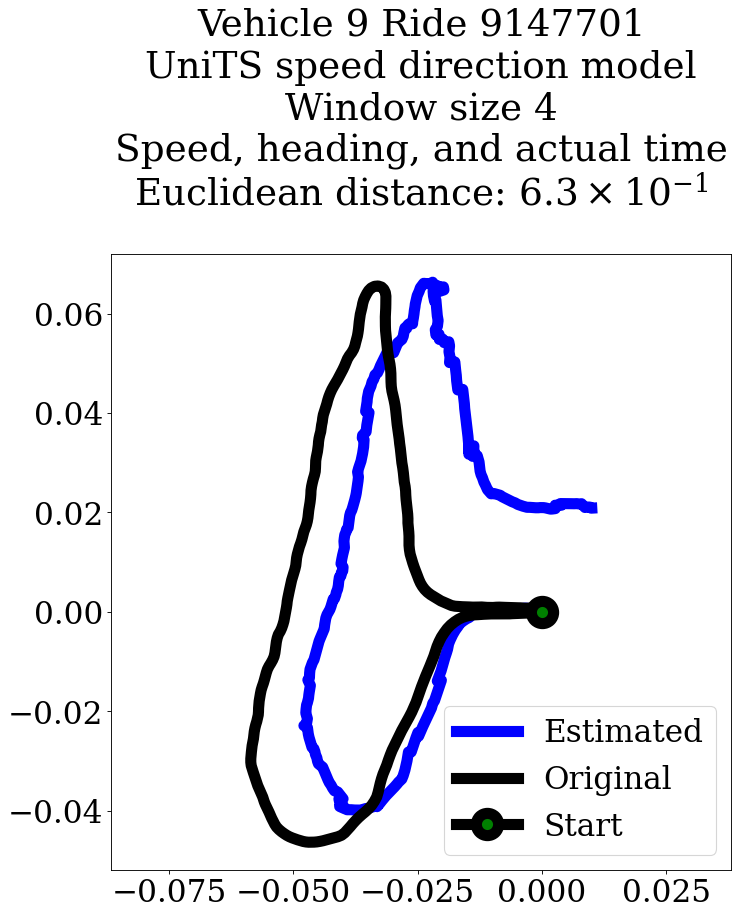 Vehicle 9 Ride 9147701
UniTS speed direction model
Window size 4
Speed, heading, and actual time
Euclidean distance: 6.3 × 10⁻¹
0.06
0.04
0.02
0.00
−0.02
−0.04
Estimated
Original
Start
−0.075 −0.050 −0.025 0.000 0.025